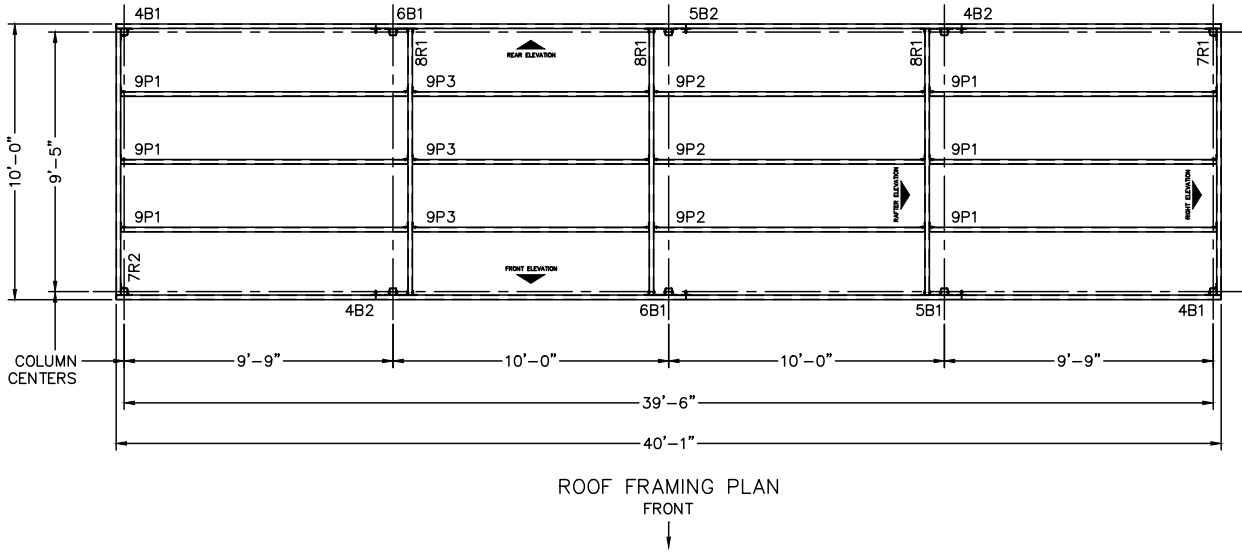 4B1 6B1 5B2 4B2
8R1 8R1 8R1 7R1
REAR ELEVATION
9P1 9P3 9P2 9P1
10'-0"
9'-5"
9P1 9P3 9P2 9P1
RAFTER ELEVATION
RIGHT ELEVATION
9P1 9P3 9P2 9P1
7R2
FRONT ELEVATION
4B2 6B1 5B1 4B1
COLUMN
CENTERS
9'-9" 10'-0" 10'-0" 9'-9"
39'-6"
40'-1"
ROOF FRAMING PLAN
FRONT